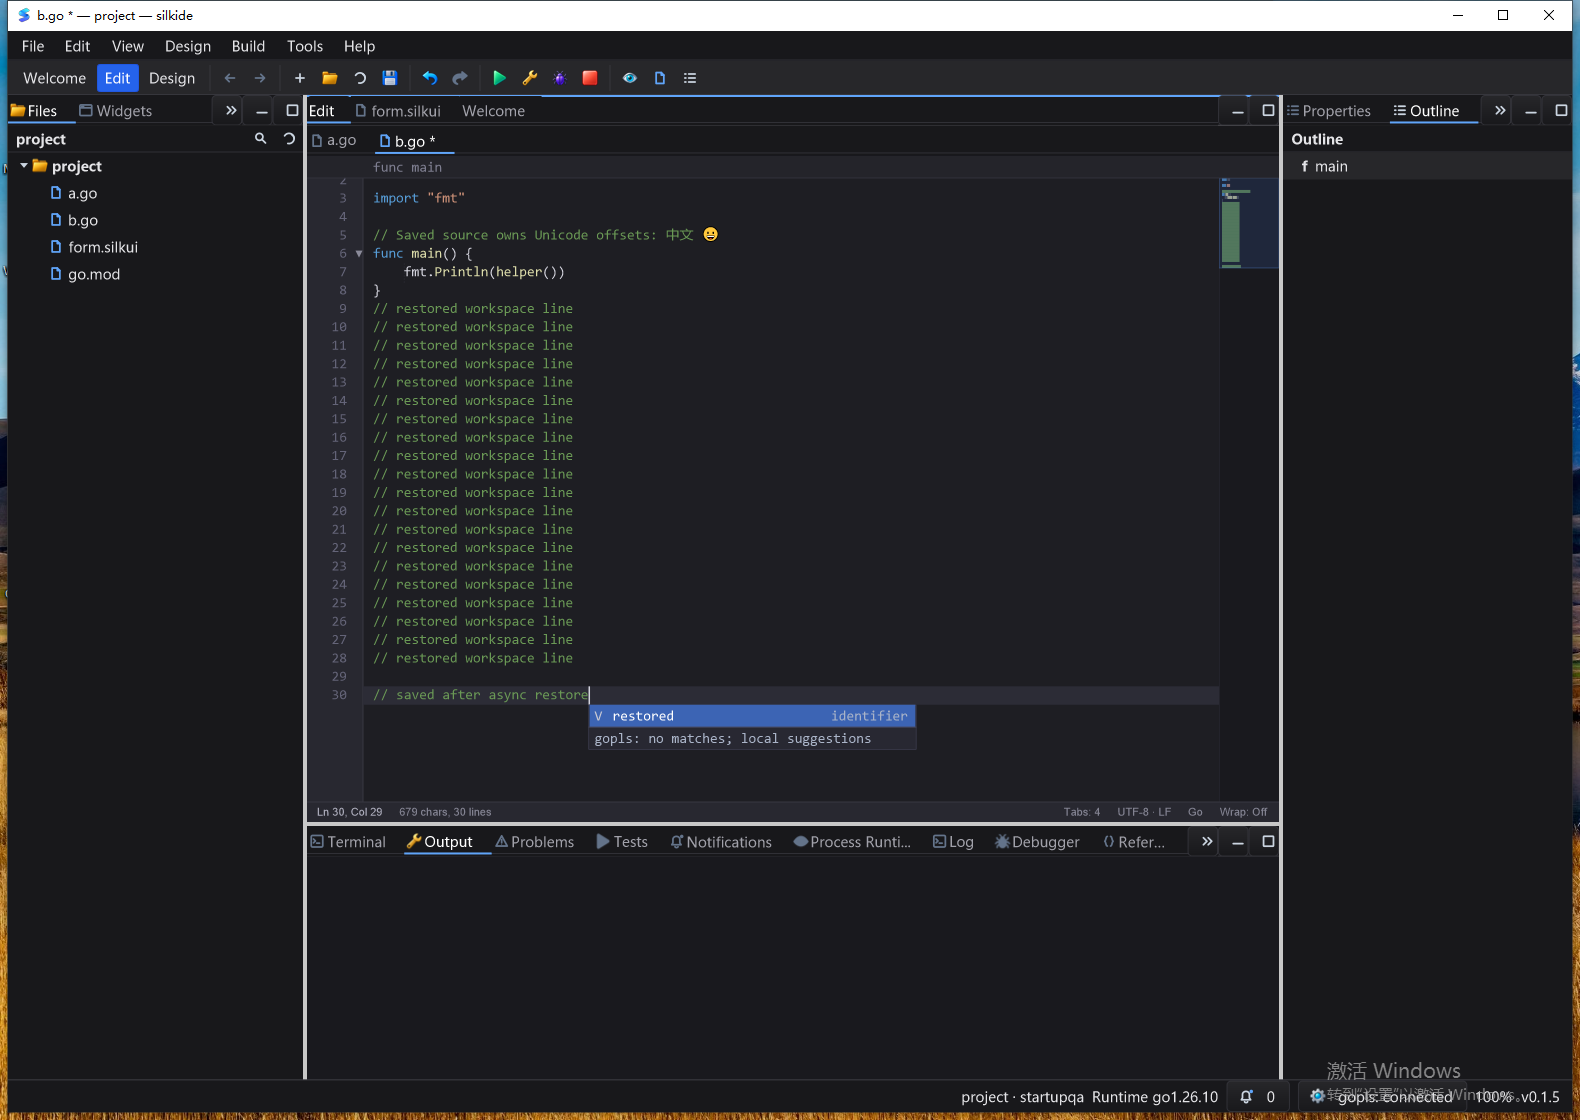 b.go * — project — silkide
File Edit View Design Build Tools Help
Welcome Edit Design
Files Widgets
project
project
a.go
b.go
form.silkui
go.mod
Edit form.silkui Welcome
a.go b.go *
func main
2
3 import "fmt"
4
5 // Saved source owns Unicode offsets: 中文 😀
6 func main() {
7 fmt.Println(helper())
8 }
9 // restored workspace line
10 // restored workspace line
11 // restored workspace line
12 // restored workspace line
13 // restored workspace line
14 // restored workspace line
15 // restored workspace line
16 // restored workspace line
17 // restored workspace line
18 // restored workspace line
19 // restored workspace line
20 // restored workspace line
21 // restored workspace line
22 // restored workspace line
23 // restored workspace line
24 // restored workspace line
25 // restored workspace line
26 // restored workspace line
27 // restored workspace line
28 // restored workspace line
29
30 // saved after async restore
V restored identifier
gopls: no matches; local suggestions
Ln 30, Col 29 679 chars, 30 lines Tabs: 4 UTF-8 · LF Go Wrap: Off
Terminal Output Problems Tests Notifications Process Runti... Log Debugger Refer...
Properties Outline
Outline
f main
激活 Windows
转到"设置"以激活 Windows。
project · startupqa Runtime go1.26.10 0 gopls: connected 100% v0.1.5